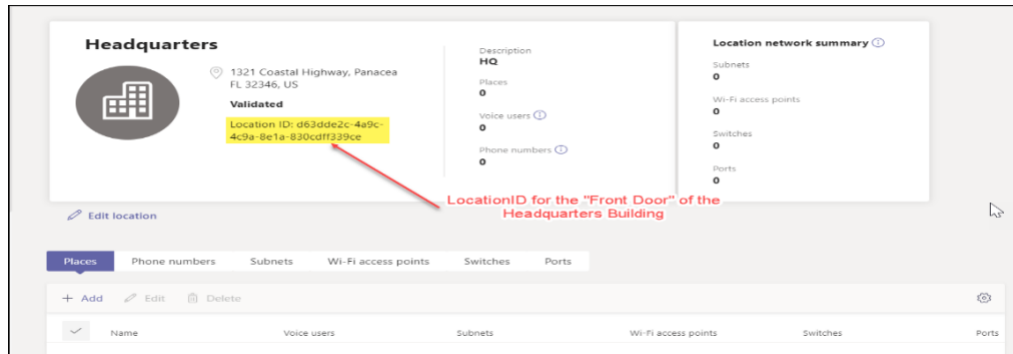 Headquarters
1321 Coastal Highway, Panacea
FL 32346, US
Validated
Location ID: d63dde2c-4a9c-
4c9a-8e1a-830cdff339ce
Description
HQ
Places
0
Voice users
0
Phone numbers
0
Location network summary
Subnets
0
Wi-Fi access points
0
Switches
0
Ports
0
LocationID for the "Front Door" of the
Headquarters Building
Edit location
Places Phone numbers Subnets Wi-Fi access points Switches Ports
+ Add Edit Delete
Name Voice users Subnets Wi-Fi access points Switches Ports